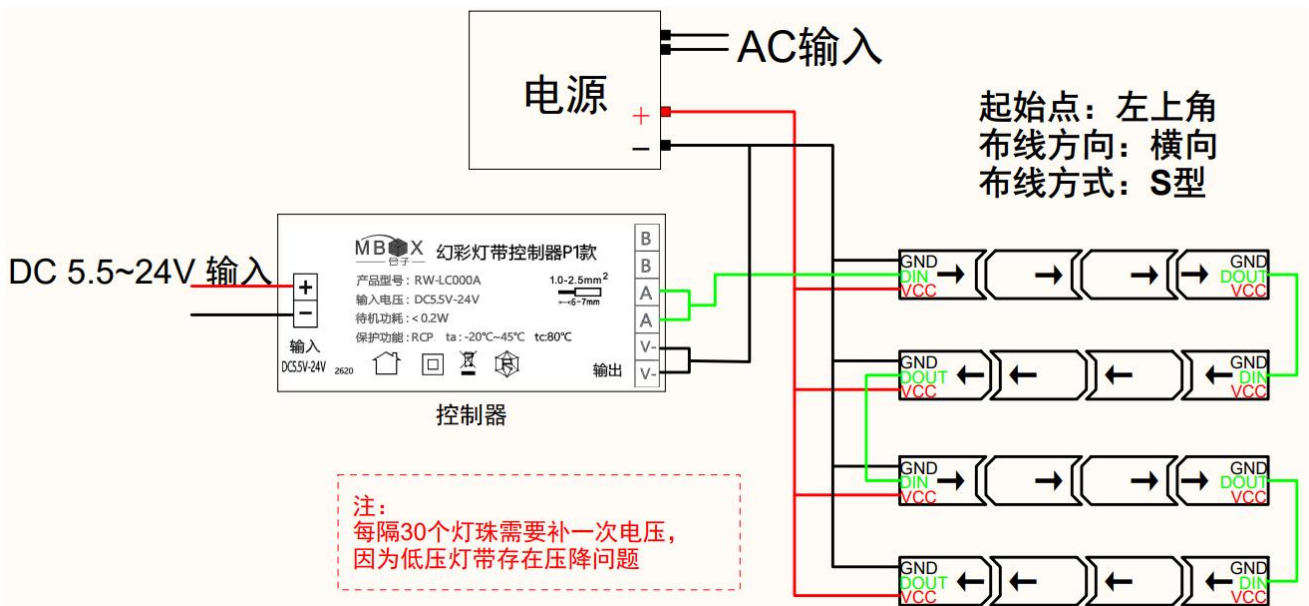 AC输入
电源
+
−
起始点：左上角
布线方向：横向
布线方式：S型
DC 5.5~24V 输入
+
−
输入
DC5.5V-24V
2620
MBOX
合子
幻彩灯带控制器P1款
产品型号：RW-LC000A
输入电压：DC5.5V-24V
待机功耗：< 0.2W
保护功能：RCP ta：-20℃~45℃ tc:80℃
1.0-2.5mm²
6-7mm
输出
B
B
A
A
V-
V-
控制器
GND
DIN
VCC
GND
DOUT
VCC
GND
DOUT
VCC
GND
DIN
VCC
GND
DIN
VCC
GND
DOUT
VCC
GND
DOUT
VCC
GND
DIN
VCC
注：
每隔30个灯珠需要补一次电压，
因为低压灯带存在压降问题